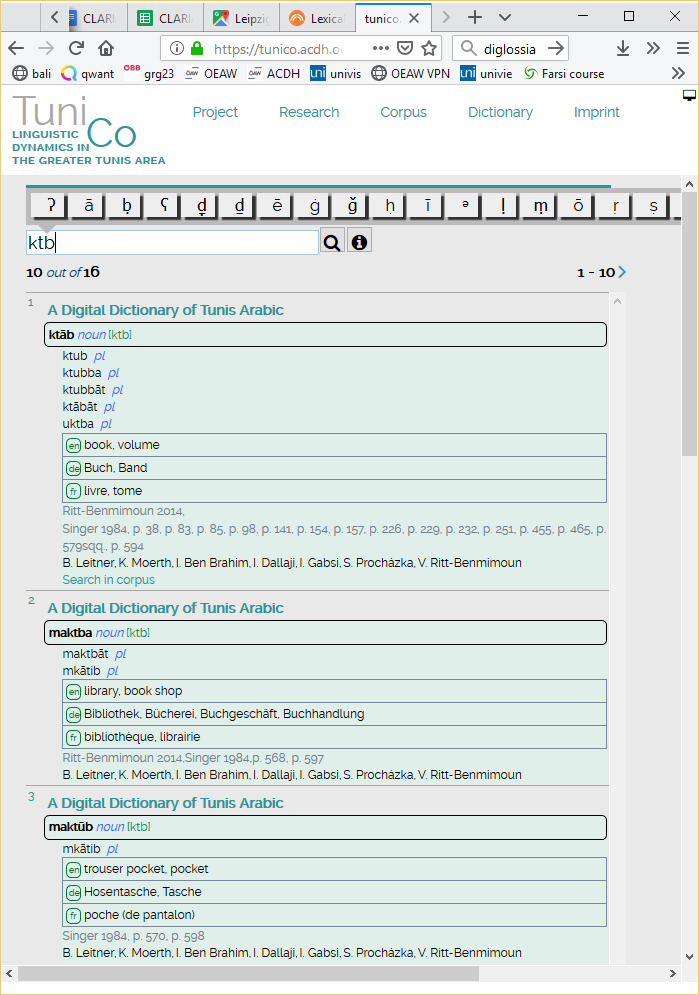 CLARI
CLARI
Leipzig
Lexical
tunico.
https://tunico.acdh.oe
diglossia
bali
qwant
OBB
grg23
OEAW
ACDH
uni
univis
OEAW VPN
uni
univie
Farsi course
Tuni
Co
LINGUISTIC
DYNAMICS IN
THE GREATER TUNIS AREA
Project Research Corpus Dictionary Imprint
ʔ ā ḅ ʕ ḏ̣ ḏ ē ġ ǧ ḥ ī ᵊ ḷ ṃ ō ṛ ṣ
ktb
10 out of 16
1 - 10
1
A Digital Dictionary of Tunis Arabic
ktāb noun [ktb]
ktub pl
ktubba pl
ktubbāt pl
ktābāt pl
uktba pl
en book, volume
de Buch, Band
fr livre, tome
Ritt-Benmimoun 2014,
Singer 1984, p. 38, p. 83, p. 85, p. 98, p. 141, p. 154, p. 157, p. 226, p. 229, p. 232, p. 251, p. 455, p. 465, p.
579sqq., p. 594
B. Leitner, K. Moerth, I. Ben Brahim, I. Dallaji, I. Gabsi, S. Procházka, V. Ritt-Benmimoun
Search in corpus
2
A Digital Dictionary of Tunis Arabic
maktba noun [ktb]
maktbāt pl
mkātib pl
en library, book shop
de Bibliothek, Bücherei, Buchgeschäft, Buchhandlung
fr bibliothèque, librairie
Ritt-Benmimoun 2014,Singer 1984,p. 568, p. 597
B. Leitner, K. Moerth, I. Ben Brahim, I. Dallaji, I. Gabsi, S. Procházka, V. Ritt-Benmimoun
3
A Digital Dictionary of Tunis Arabic
maktūb noun [ktb]
mkātib pl
en trouser pocket, pocket
de Hosentasche, Tasche
fr poche (de pantalon)
Singer 1984, p. 570, p. 598
B. Leitner, K. Moerth, I. Ben Brahim, I. Dallaji, I. Gabsi, S. Procházka, V. Ritt-Benmimoun